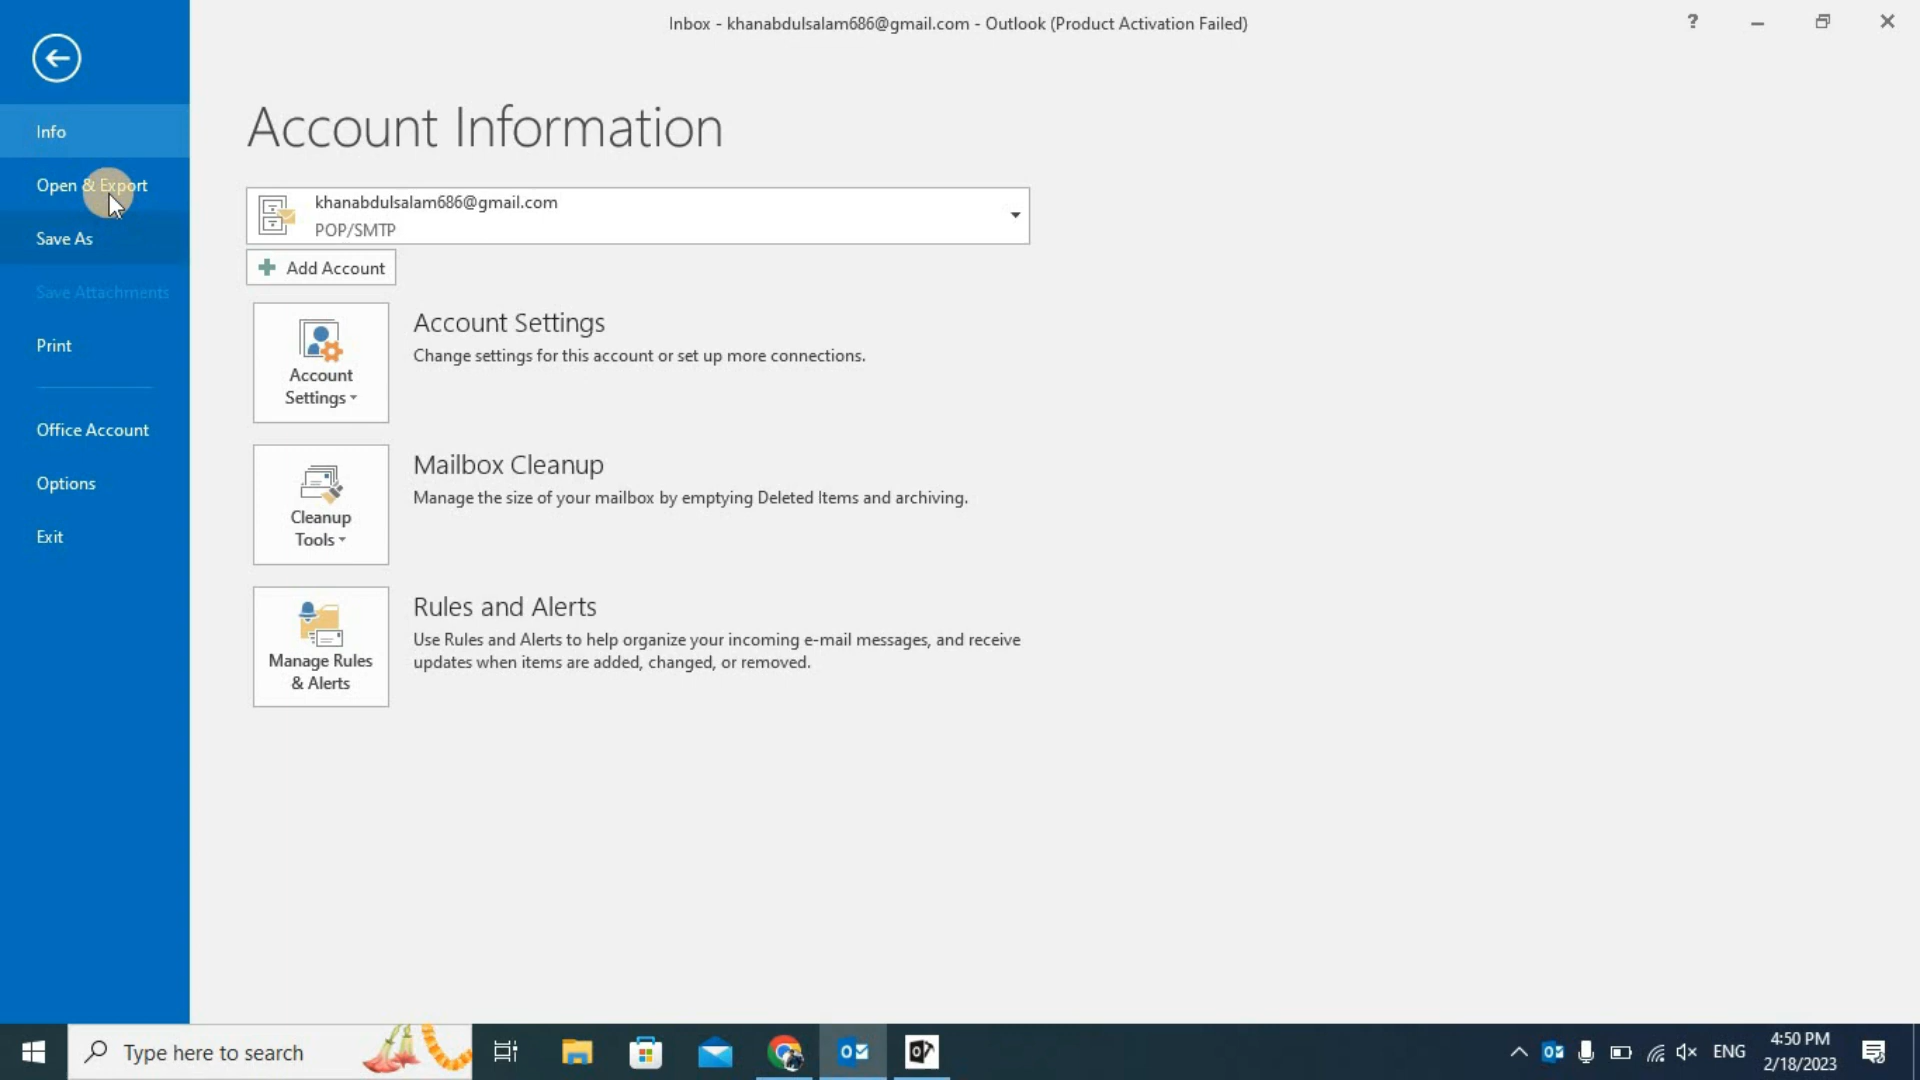 Inbox - khanabdulsalam686@gmail.com - Outlook (Product Activation Failed)
?
Info
Open & Export
Save As
Save Attachments
Print
Office Account
Options
Exit
Account Information
khanabdulsalam686@gmail.com
POP/SMTP
Add Account
Account
Settings
Account Settings
Change settings for this account or set up more connections.
Cleanup
Tools
Mailbox Cleanup
Manage the size of your mailbox by emptying Deleted Items and archiving.
Manage Rules
& Alerts
Rules and Alerts
Use Rules and Alerts to help organize your incoming e-mail messages, and receive
updates when items are added, changed, or removed.
Type here to search
ENG
4:50 PM
2/18/2023